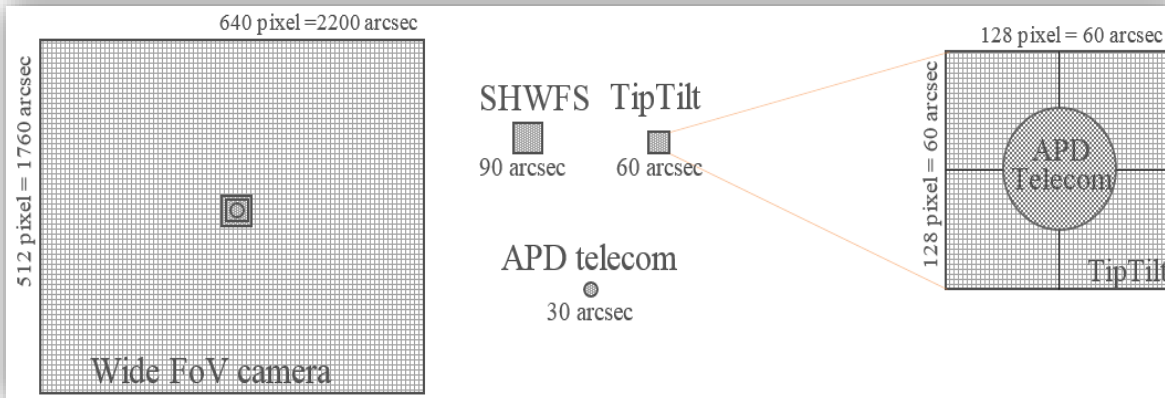 640 pixel =2200 arcsec
512 pixel = 1760 arcsec
Wide FoV camera
SHWFS
90 arcsec
TipTilt
60 arcsec
APD telecom
30 arcsec
128 pixel = 60 arcsec
128 pixel = 60 arcsec
APD
Telecom
TipTilt